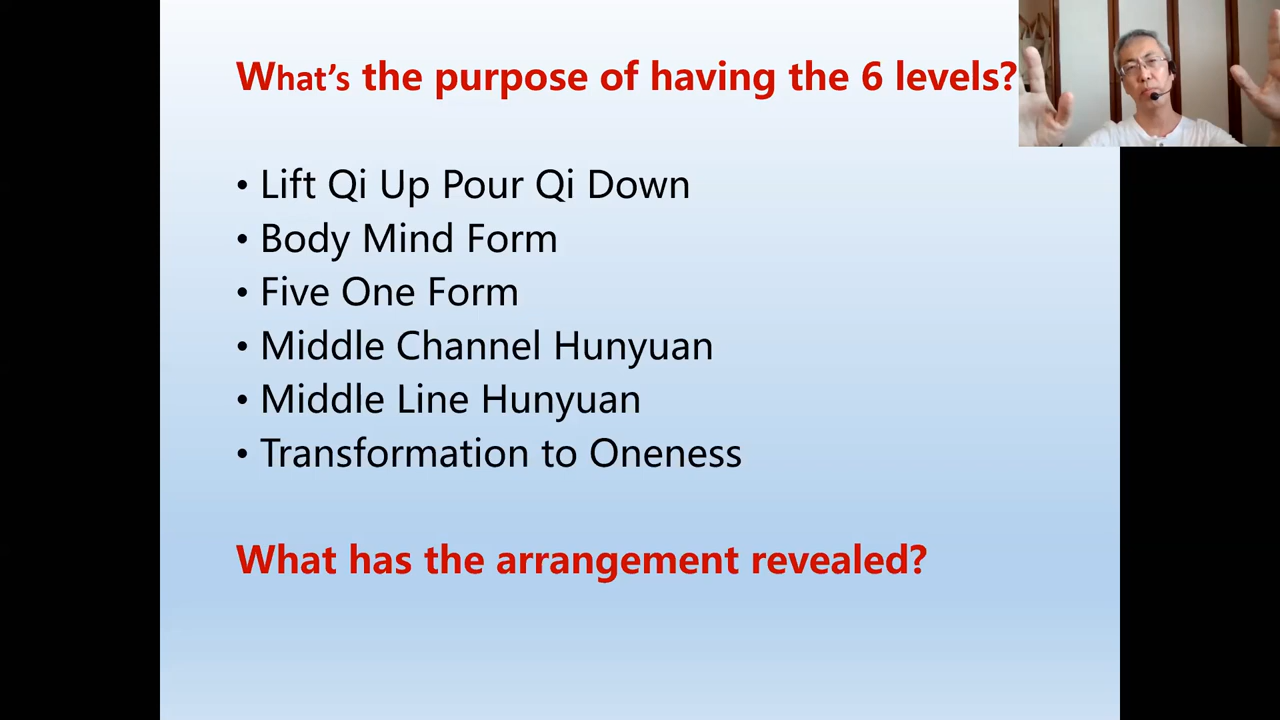 What's the purpose of having the 6 levels?
• Lift Qi Up Pour Qi Down
• Body Mind Form
• Five One Form
• Middle Channel Hunyuan
• Middle Line Hunyuan
• Transformation to Oneness
What has the arrangement revealed?